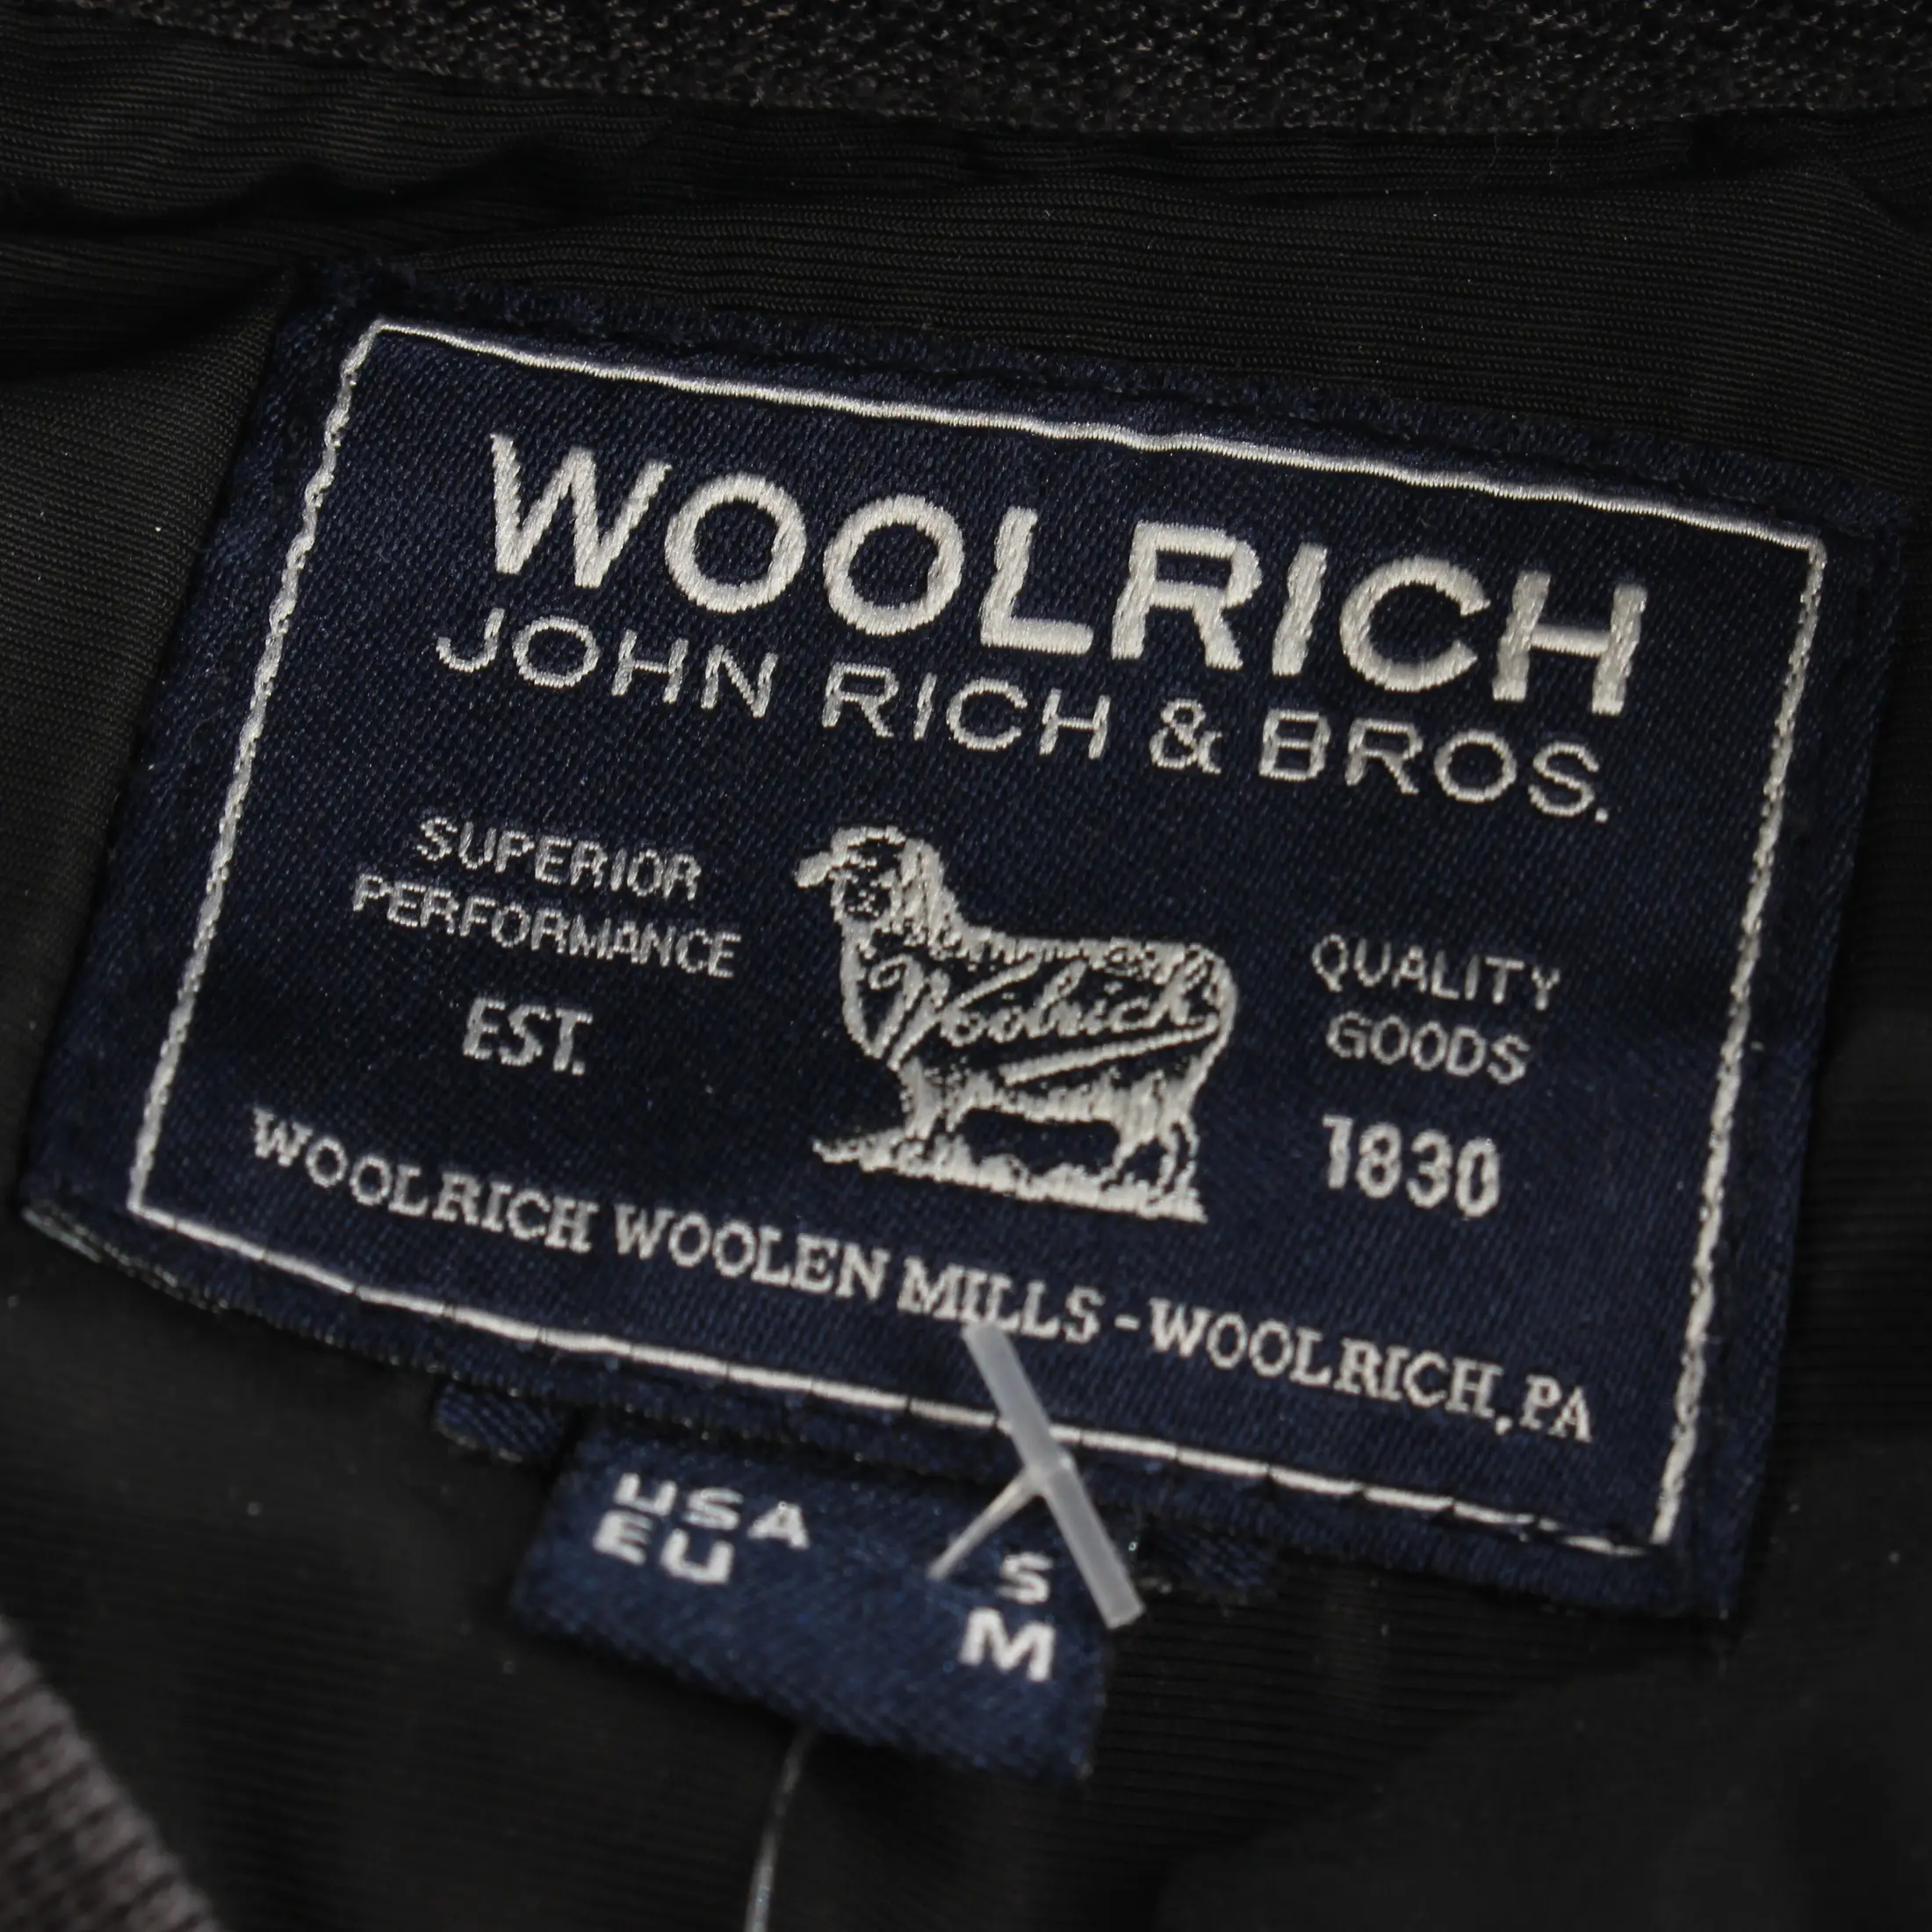 WOOLRICH
JOHN RICH & BROS.
SUPERIOR
PERFORMANCE
EST.
Woolrich
QUALITY
GOODS
1830
WOOLRICH WOOLEN MILLS - WOOLRICH, PA
USA S
EU M